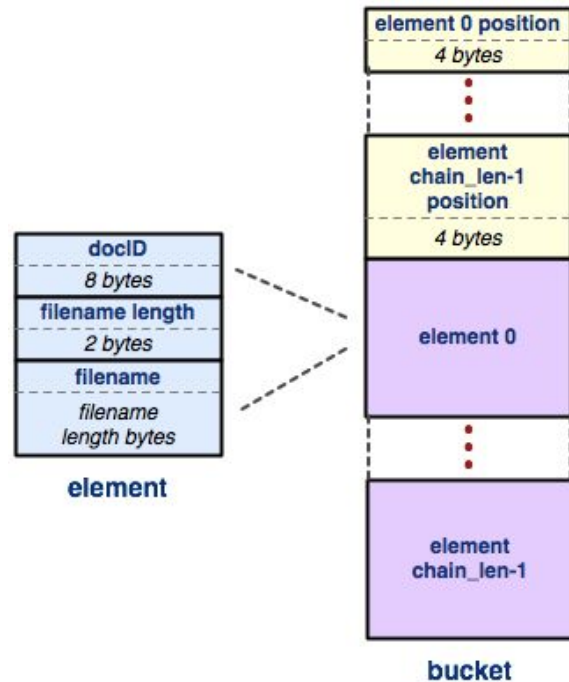 element 0 position
4 bytes
element
chain_len-1
position
4 bytes
docID
8 bytes
filename length
2 bytes
filename
filename
length bytes
element
element 0
element
chain_len-1
bucket